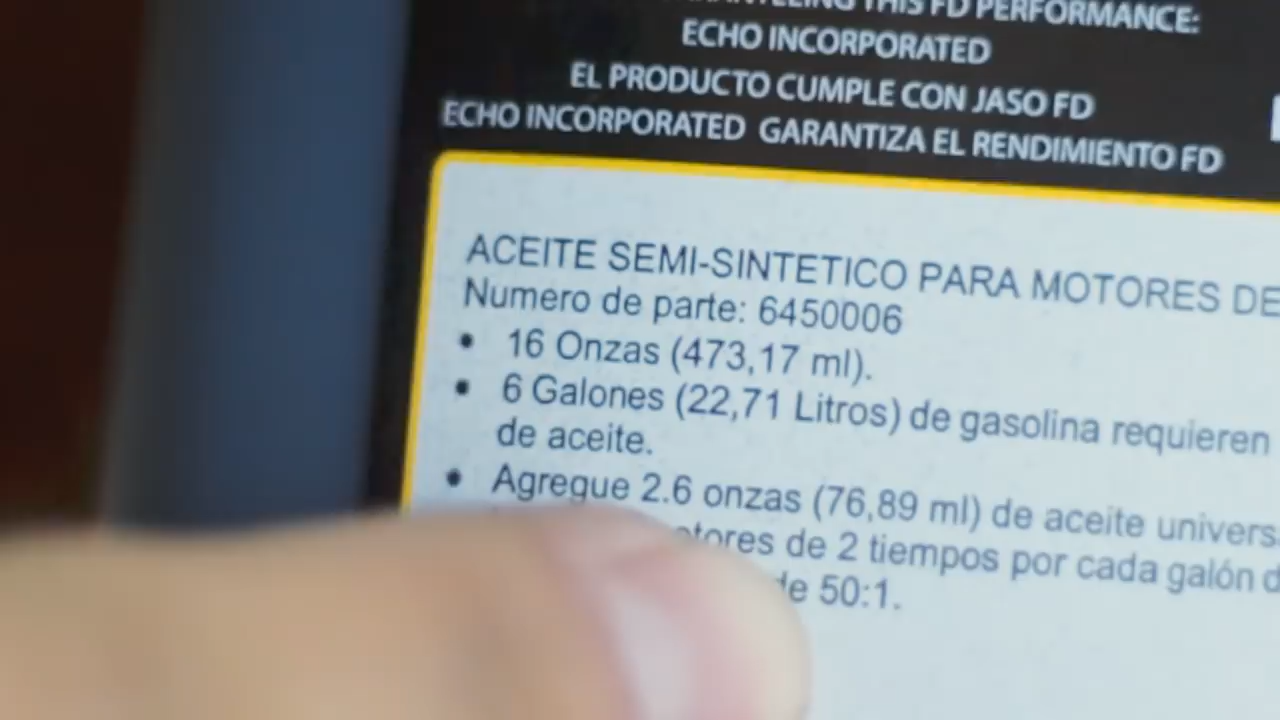 THIS FD PERFORMANCE:
ECHO INCORPORATED
EL PRODUCTO CUMPLE CON JASO FD
ECHO INCORPORATED GARANTIZA EL RENDIMIENTO FD
ACEITE SEMI-SINTETICO PARA MOTORES DE
Numero de parte: 6450006
• 16 Onzas (473,17 ml).
• 6 Galones (22,71 Litros) de gasolina requieren
de aceite.
• Agregue 2.6 onzas (76,89 ml) de aceite univers
de 2 tiempos por cada galón d
de 50:1.